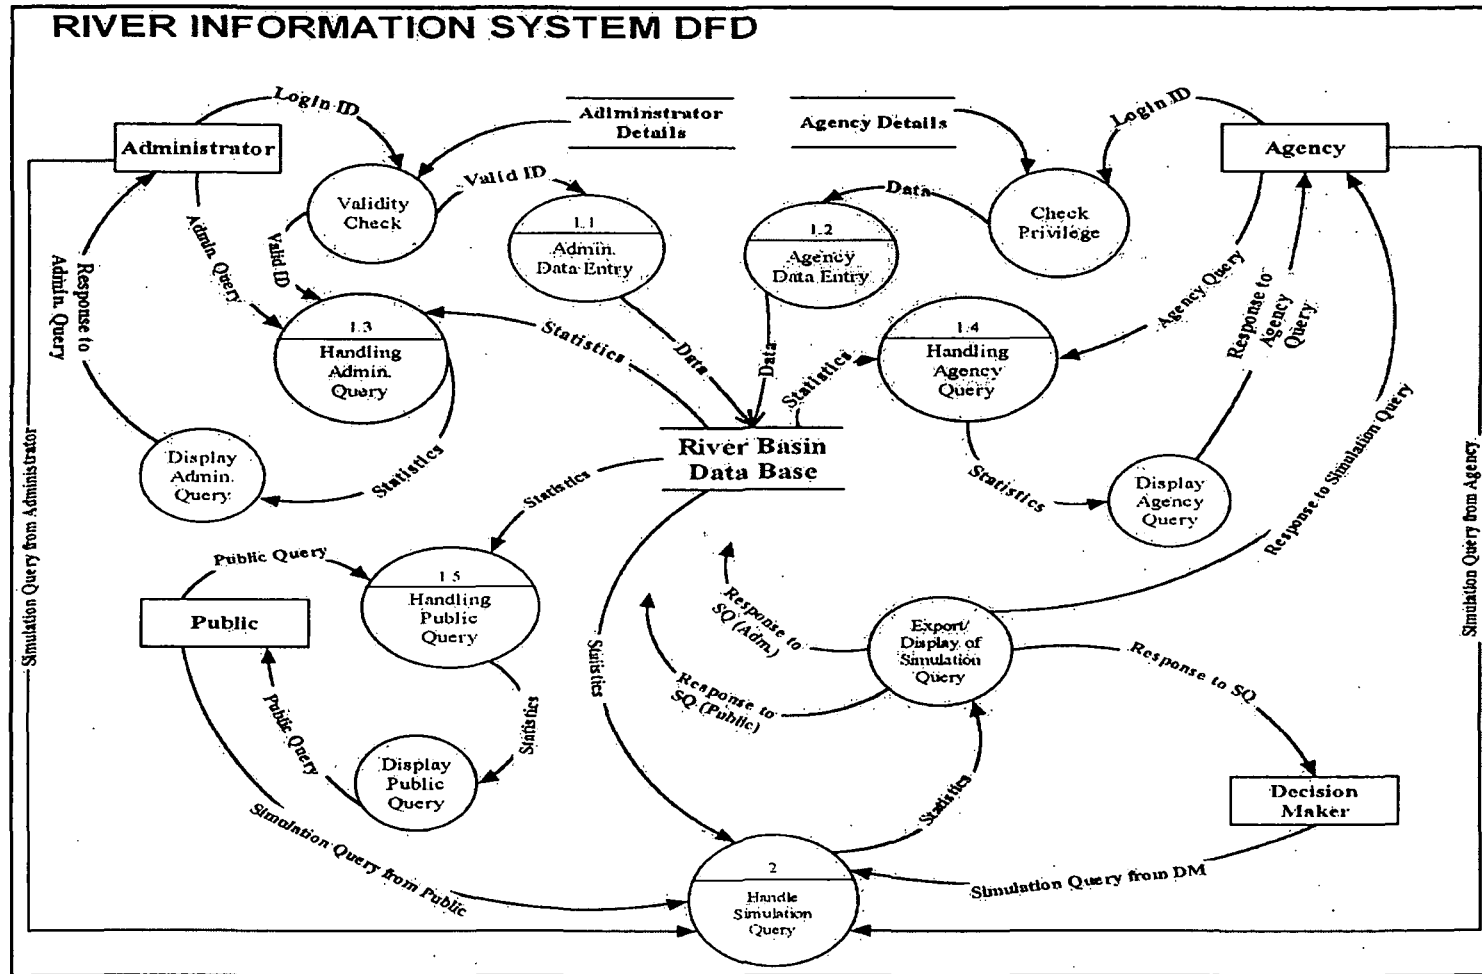 RIVER INFORMATION SYSTEM DFD
Login ID
Adiminstrator
Details
Agency Details
Login ID
Administrator
Agency
Validity
Check
Valid ID
Data
Check
Privilege
1.1
Admin.
Data Entry
1.2
Agency
Data Entry
Admin. Query
Valid ID
Response to
Admin. Query
Agency Query
Response to
Agency
Query
1.3
Handling
Admin.
Query
Statistics
Data
Data
Statistics
1.4
Handling
Agency
Query
Response to Simulation Query
River Basin
Data Base
Display
Admin.
Query
Statistics
Statistics
Statistics
Display
Agency
Query
Simulation Query from Administrator
Simulation Query from Agency
Public Query
1.5
Handling
Public
Query
Public
Response to
SQ (Adm.)
Export/
Display of
Simulation
Query
Response to SQ
Statistics
Response to
SQ (Public)
Public Query
Statistics
Display
Public
Query
Statistics
Decision
Maker
Simulation Query from Public
2
Handle
Simulation
Query
Simulation Query from DM